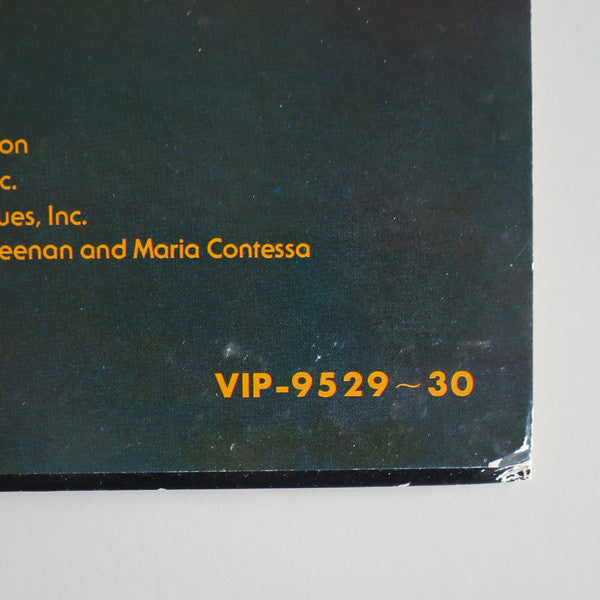 on
c.
ues, Inc.
eenan and Maria Contessa
VIP-9529~30